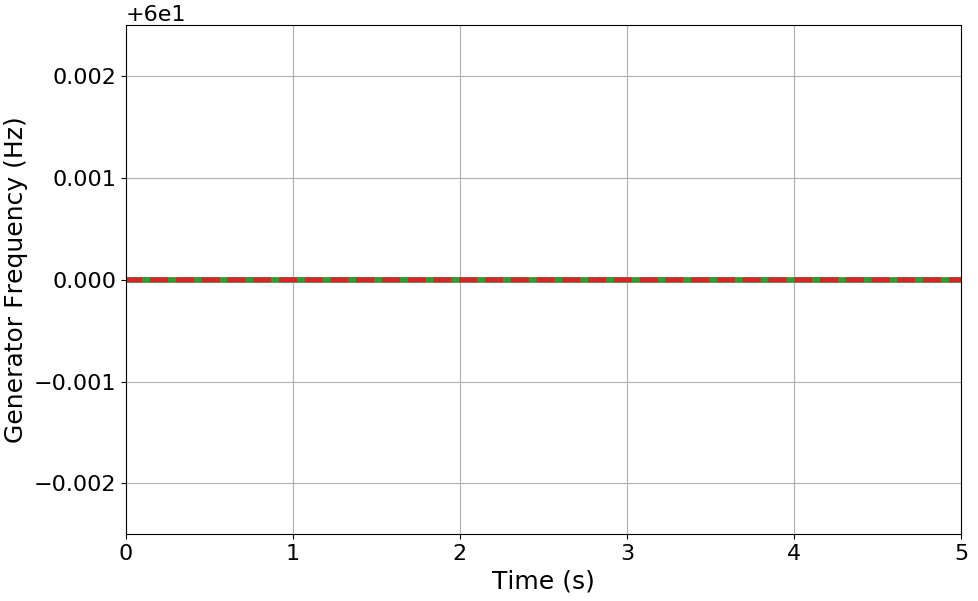 +6e1
0.002
0.001
0.000
−0.001
−0.002
Generator Frequency (Hz)
0 1 2 3 4 5
Time (s)